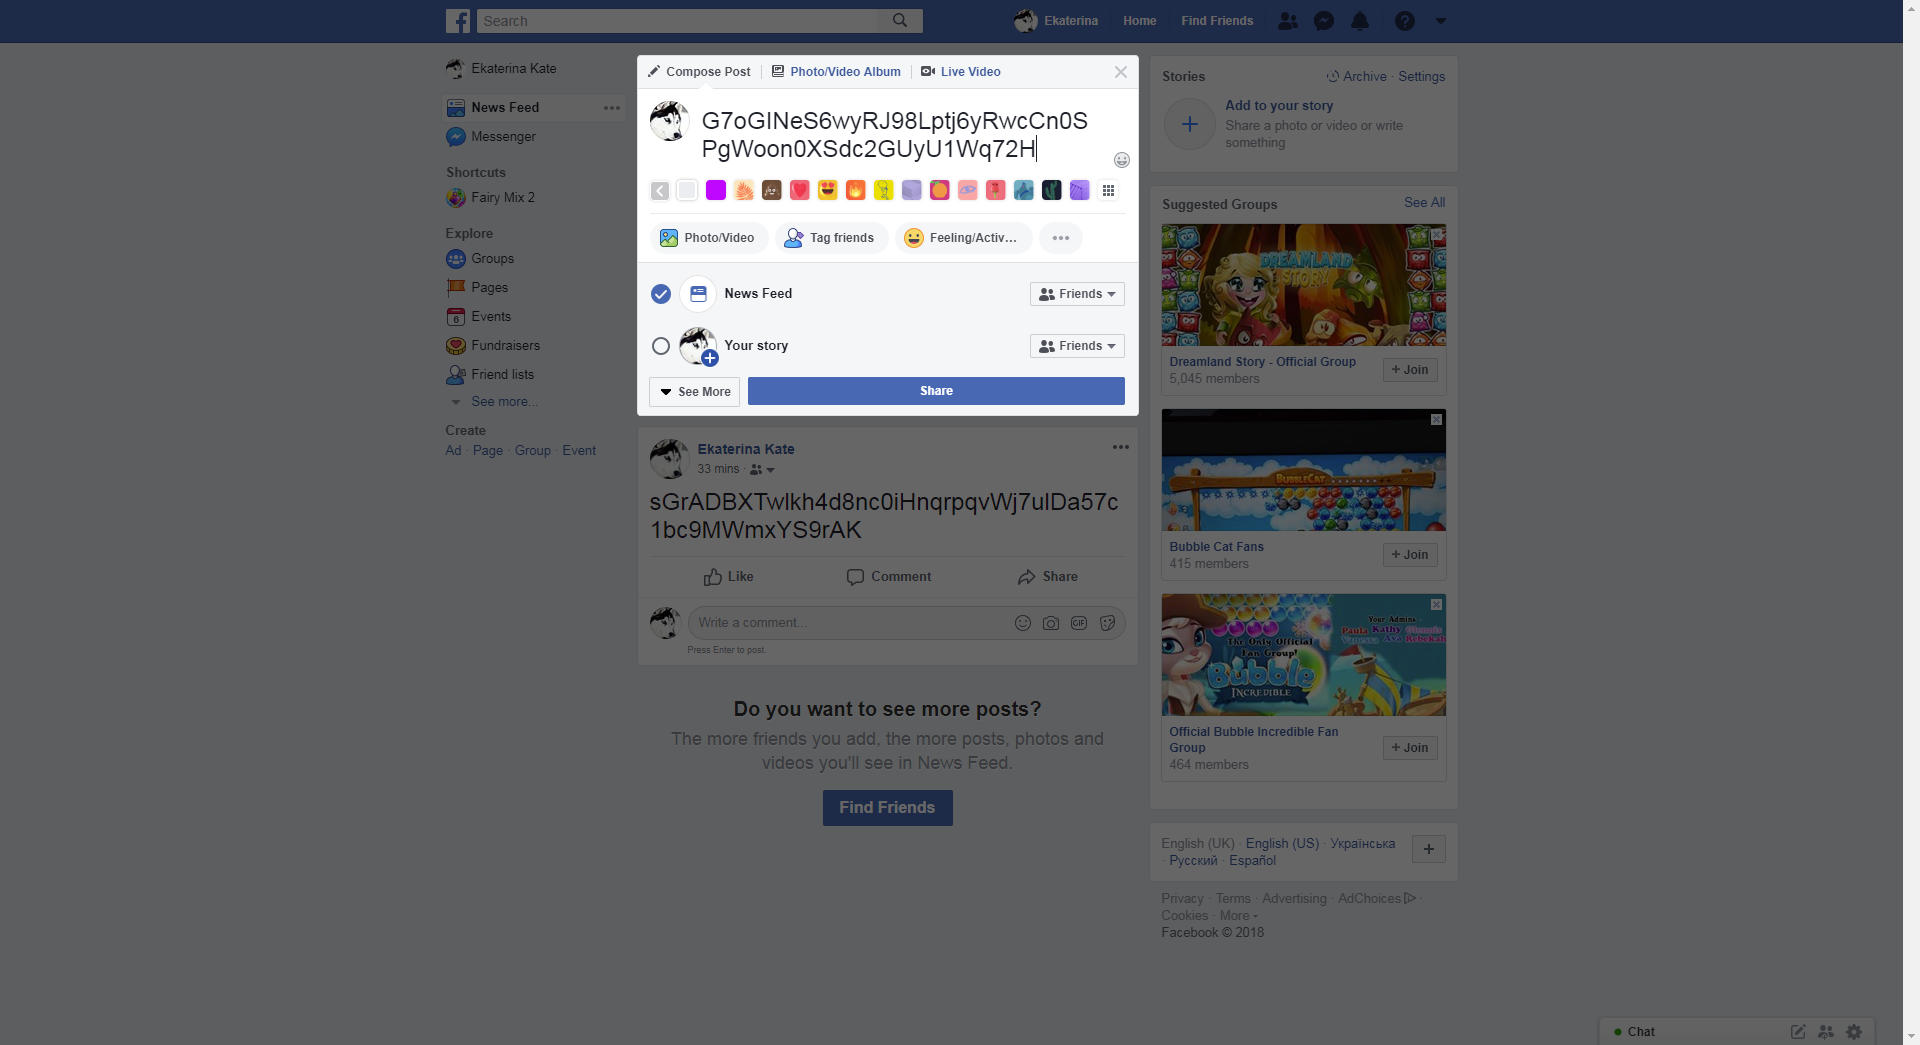 Search
Ekaterina
Home
Find Friends
Ekaterina Kate
News Feed
Messenger
Shortcuts
Fairy Mix 2
Explore
Groups
Pages
Events
Fundraisers
Friend lists
See more...
Create
Ad · Page · Group · Event
Compose Post
Photo/Video Album
Live Video
G7oGINeS6wyRJ98Lptj6yRwcCn0S
PgWoon0XSdc2GUyU1Wq72H
Photo/Video
Tag friends
Feeling/Activ...
News Feed
Friends
Your story
Friends
See More
Share
Ekaterina Kate
33 mins ·
sGrADBXTwlkh4d8nc0iHnqrpqvWj7ulDa57c
1bc9MWmxYS9rAK
Like
Comment
Share
Write a comment...
GIF
Press Enter to post.
Do you want to see more posts?
The more friends you add, the more posts, photos and
videos you'll see in News Feed.
Find Friends
Stories
Archive · Settings
Add to your story
Share a photo or video or write
something
Suggested Groups
See All
DREAMLAND
STORY
Dreamland Story - Official Group
5,045 members
+ Join
BUBBLECAT
Bubble Cat Fans
415 members
+ Join
Your Admins
Paula Kathy Glennis
Vanessa Ava Rebekah
The Only Official
Fan Group!
Bubble
INCREDIBLE
Official Bubble Incredible Fan
Group
464 members
+ Join
English (UK) · English (US) · Українська
· Русский · Español
+
Privacy · Terms · Advertising · AdChoices ·
Cookies · More
Facebook © 2018
Chat